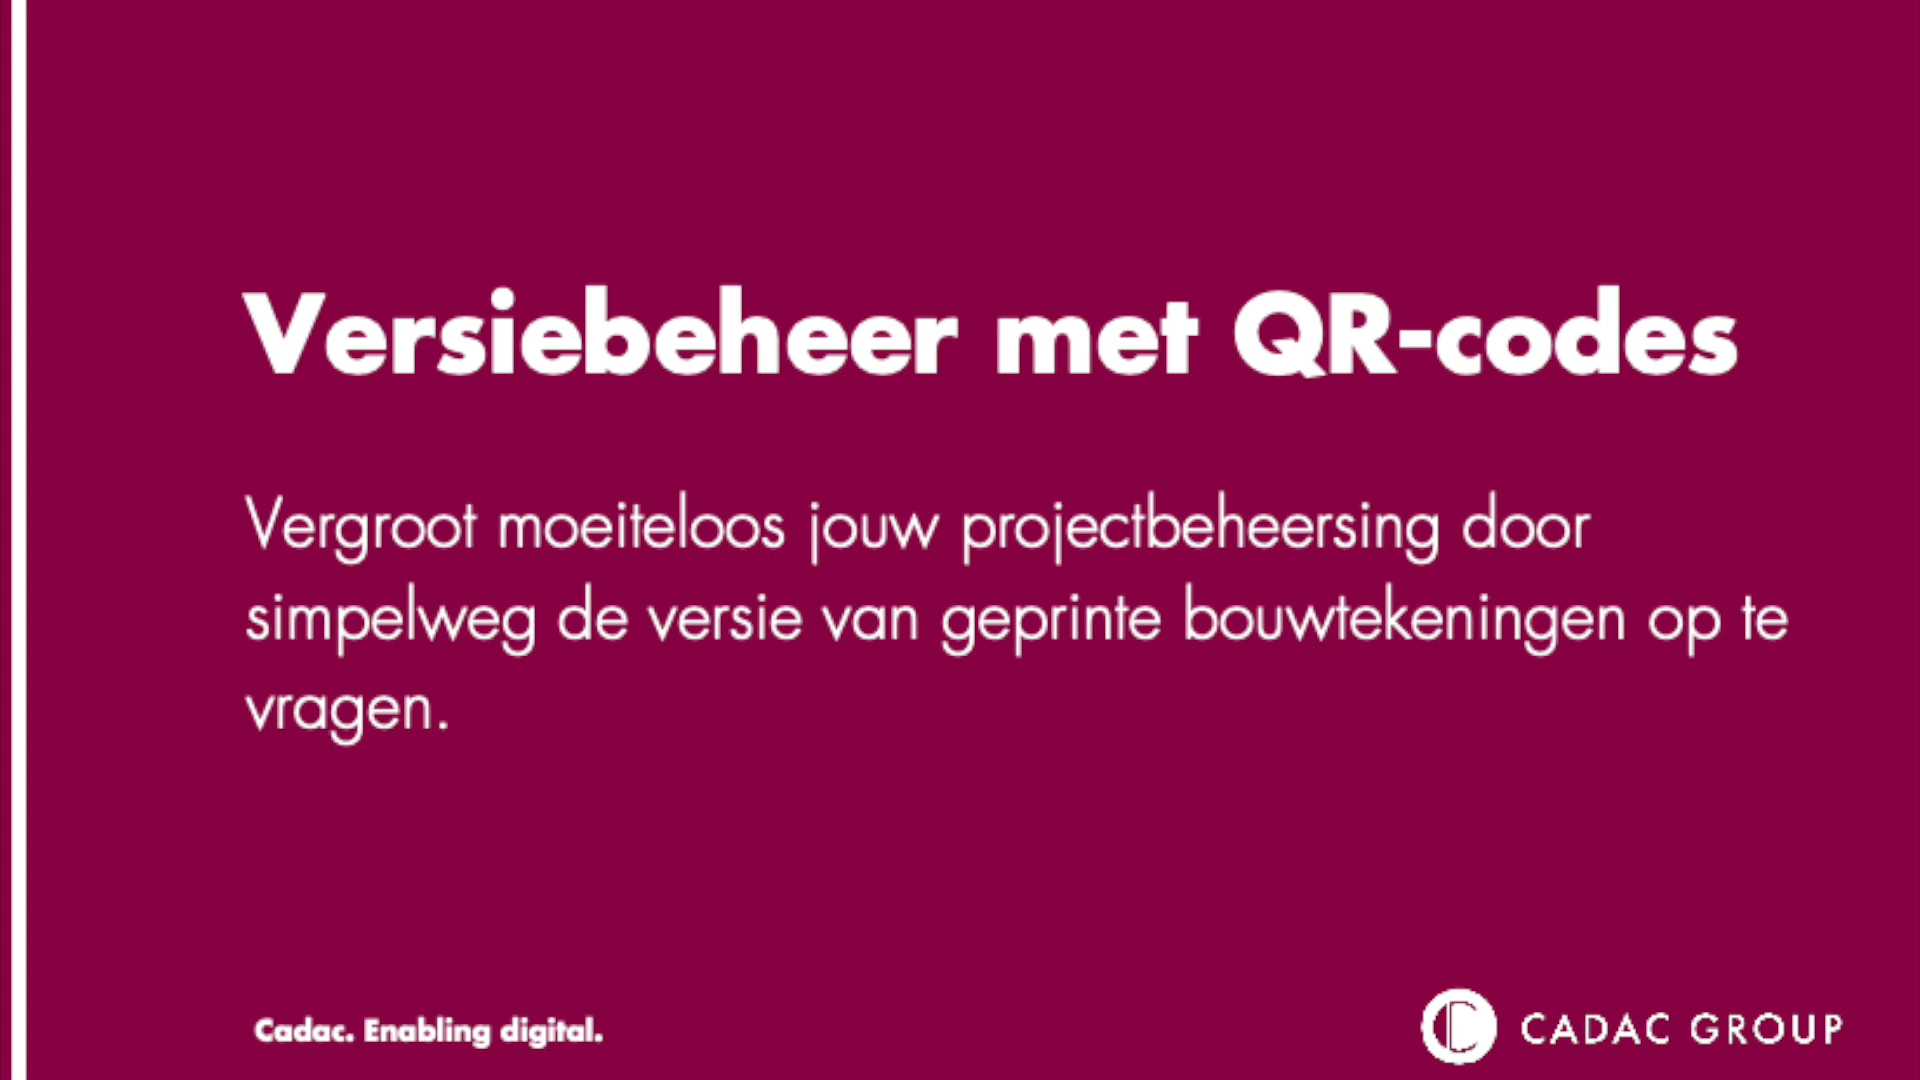 Versiebeheer met QR-codes
Vergroot moeiteloos jouw projectbeheersing door
simpelweg de versie van geprinte bouwtekeningen op te
vragen.
Cadac. Enabling digital.
CADAC GROUP